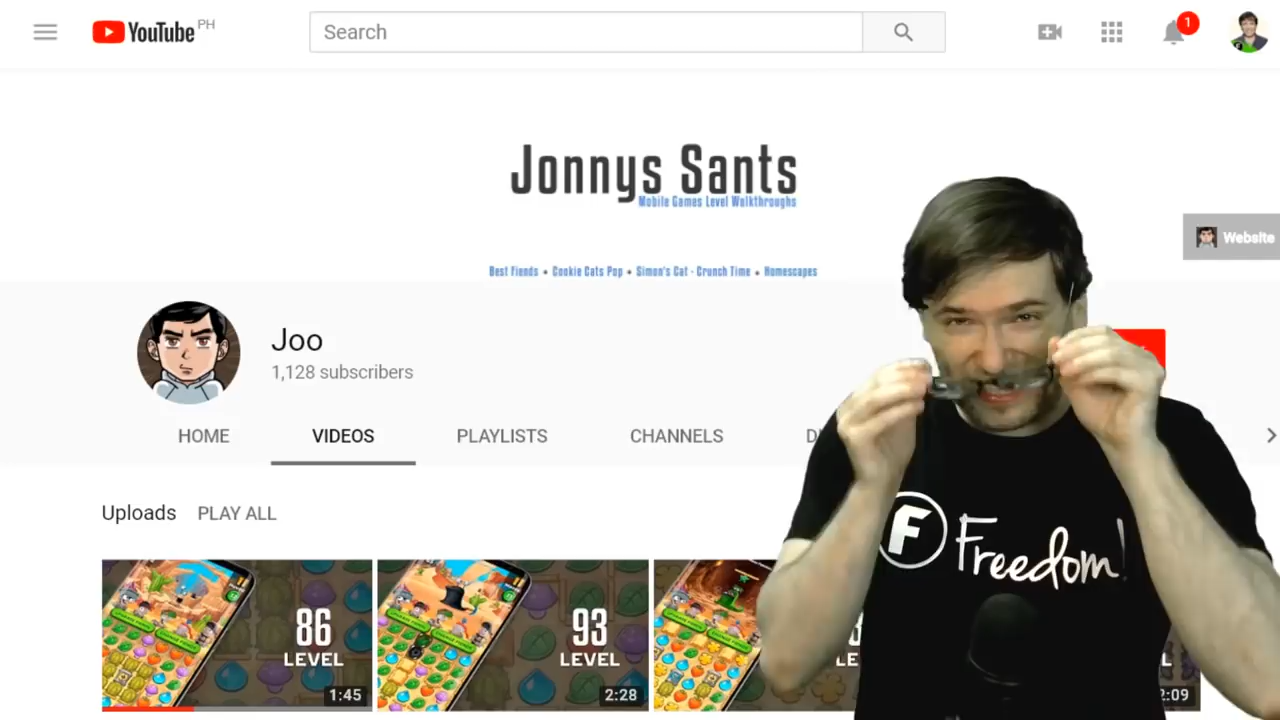 YouTube PH
Search
1
Jonnys Sants
Mobile Games Level Walkthroughs
Website
Best Fiends • Cookie Cats Pop • Simon's Cat - Crunch Time • Homescapes
Joo
1,128 subscribers
HOME VIDEOS PLAYLISTS CHANNELS
F Freedom!
Uploads PLAY ALL
86
LEVEL
1:45
93
LEVEL
2:28
2:09